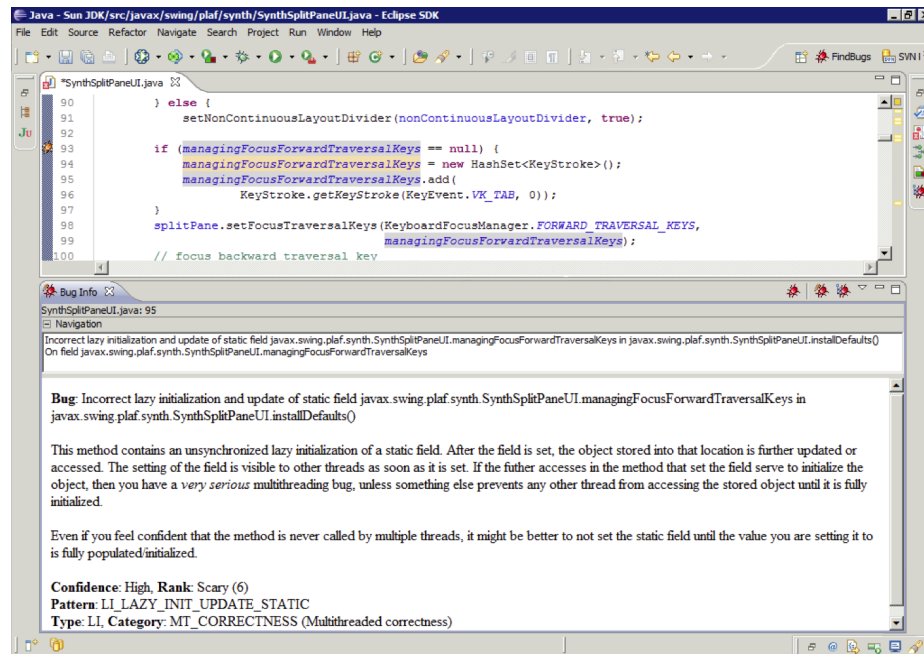 Java - Sun JDK/src/javax/swing/plaf/synth/SynthSplitPaneUI.java - Eclipse SDK
File Edit Source Refactor Navigate Search Project Run Window Help
FindBugs SVN
*SynthSplitPaneUI.java
90 } else {
91 setNonContinuousLayoutDivider(nonContinuousLayoutDivider, true);
92
93 if (managingFocusForwardTraversalKeys == null) {
94 managingFocusForwardTraversalKeys = new HashSet<KeyStroke>();
95 managingFocusForwardTraversalKeys.add(
96 KeyStroke.getKeyStroke(KeyEvent.VK_TAB, 0));
97 }
98 splitPane.setFocusTraversalKeys(KeyboardFocusManager.FORWARD_TRAVERSAL_KEYS,
99 managingFocusForwardTraversalKeys);
100 // focus backward traversal key
Bug Info
SynthSplitPaneUI.java: 95
Navigation
Incorrect lazy initialization and update of static field javax.swing.plaf.synth.SynthSplitPaneUI.managingFocusForwardTraversalKeys in javax.swing.plaf.synth.SynthSplitPaneUI.installDefaults()
On field javax.swing.plaf.synth.SynthSplitPaneUI.managingFocusForwardTraversalKeys
Bug: Incorrect lazy initialization and update of static field javax.swing.plaf.synth.SynthSplitPaneUI.managingFocusForwardTraversalKeys in
javax.swing.plaf.synth.SynthSplitPaneUI.installDefaults()
This method contains an unsynchronized lazy initialization of a static field. After the field is set, the object stored into that location is further updated or
accessed. The setting of the field is visible to other threads as soon as it is set. If the futher accesses in the method that set the field serve to initialize the
object, then you have a very serious multithreading bug, unless something else prevents any other thread from accessing the stored object until it is fully
initialized.
Even if you feel confident that the method is never called by multiple threads, it might be better to not set the static field until the value you are setting it to
is fully populated/initialized.
Confidence: High, Rank: Scary (6)
Pattern: LI_LAZY_INIT_UPDATE_STATIC
Type: LI, Category: MT_CORRECTNESS (Multithreaded correctness)